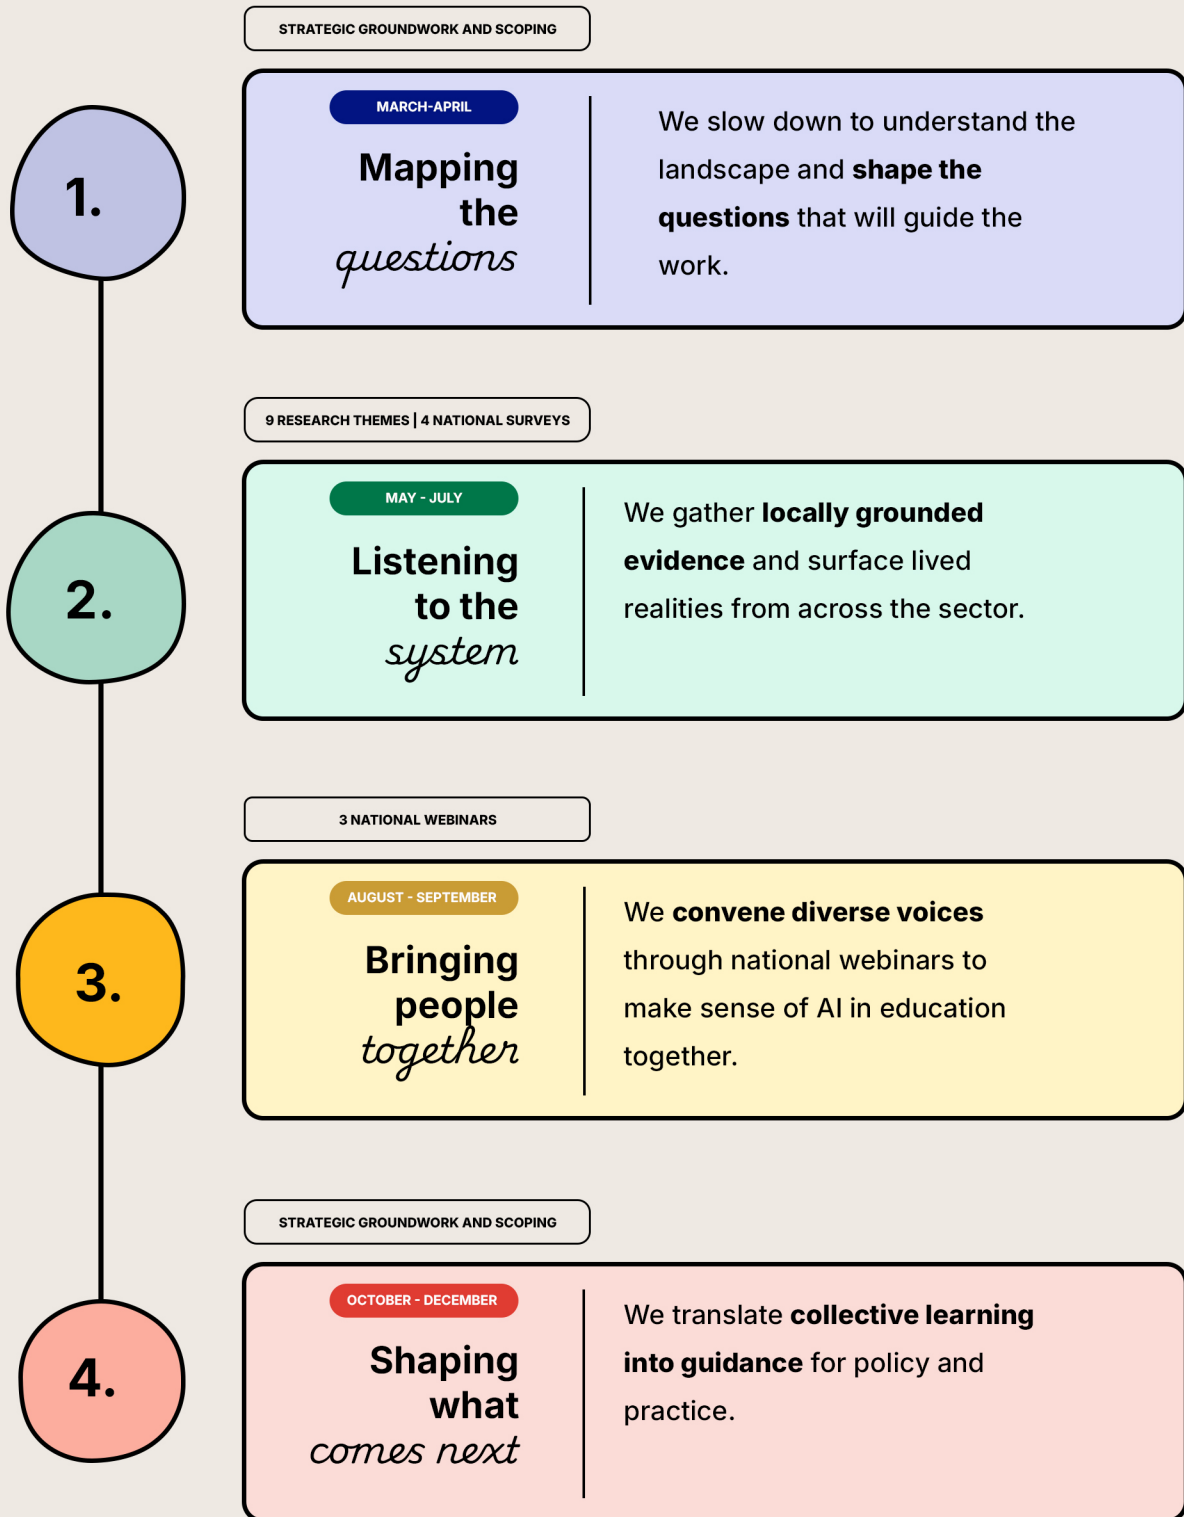 STRATEGIC GROUNDWORK AND SCOPING
1.
MARCH-APRIL
Mapping
the
questions
We slow down to understand the
landscape and shape the
questions that will guide the
work.
9 RESEARCH THEMES | 4 NATIONAL SURVEYS
2.
MAY - JULY
Listening
to the
system
We gather locally grounded
evidence and surface lived
realities from across the sector.
3 NATIONAL WEBINARS
3.
AUGUST - SEPTEMBER
Bringing
people
together
We convene diverse voices
through national webinars to
make sense of AI in education
together.
STRATEGIC GROUNDWORK AND SCOPING
4.
OCTOBER - DECEMBER
Shaping
what
comes next
We translate collective learning
into guidance for policy and
practice.